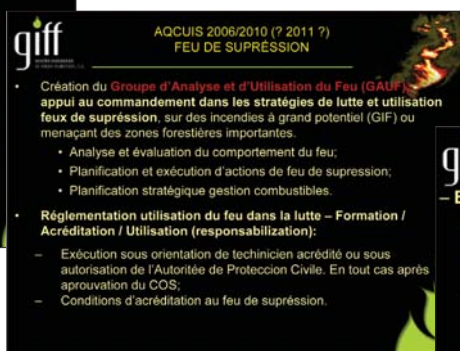 giff
AQCUIS 2006/2010 (? 2011 ?)
FEU DE SUPRÉSSION
• Création du Groupe d'Analyse et d'Utilisation du Feu (GAUF),
appui au commandement dans les stratégies de lutte et utilisation
feux de supréssion, sur des incendies à grand potentiel (GIF) ou
menaçant des zones forestières importantes.
• Analyse et évaluation du comportement du feu;
• Planification et exécution d'actions de feu de supression;
• Planification stratégique gestion combustibles.
• Réglementation utilisation du feu dans la lutte – Formation /
Acréditation / Utilisation (responsabilization):
– Exécution sous orientation de techinicien acrédité ou sous
autorisation de l'Autoritée de Proteccion Civile. En tout cas après
aprouvation du COS;
– Conditions d'acréditation au feu de supréssion.
g
– E